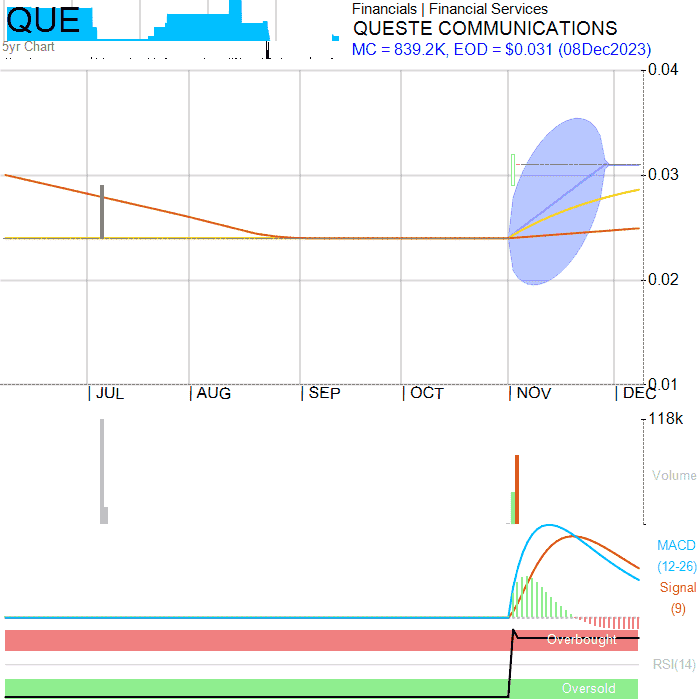 QUE
5yr Chart
Financials | Financial Services
QUESTE COMMUNICATIONS
MC = 839.2K, EOD = $0.031 (08Dec2023)
0.04
0.03
0.02
0.01
JUL
AUG
SEP
OCT
NOV
DEC
118k
Volume
MACD
(12-26)
Signal
(9)
Overbought
RSI(14)
Oversold